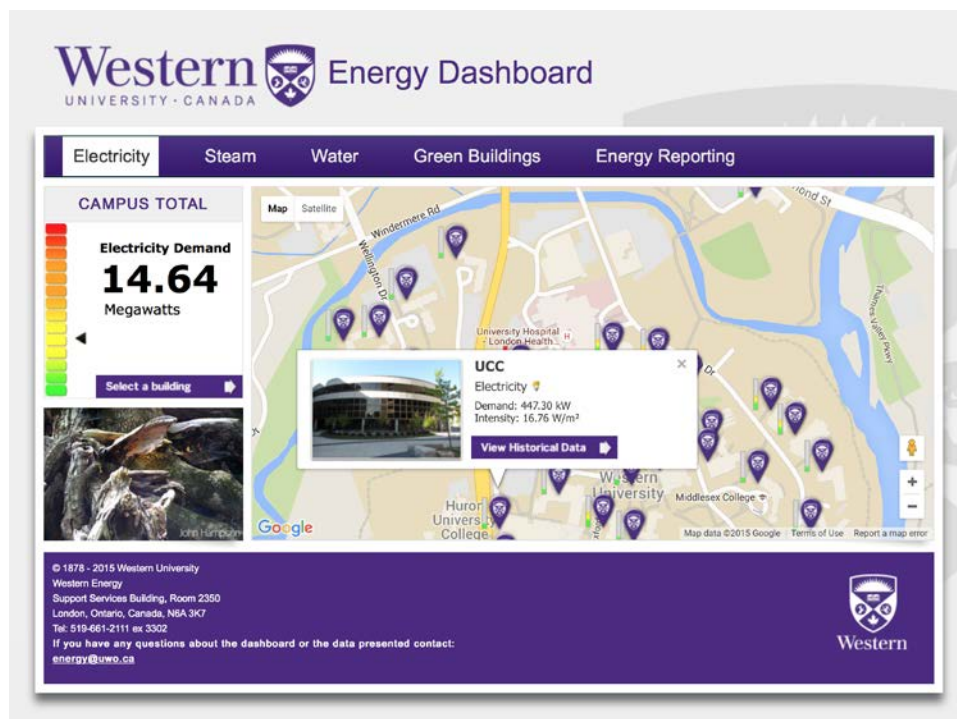 Western
UNIVERSITY · CANADA
Energy Dashboard
Electricity
Steam
Water
Green Buildings
Energy Reporting
CAMPUS TOTAL
Electricity Demand
14.64
Megawatts
Select a building
John Hampson
Map
Satellite
Windermere Rd
Wellington Dr
University Hospital
- London Health...
H
Thames Valley Pkwy
Dr
UCC
Electricity
Demand: 447.30 kW
Intensity: 16.76 W/m²
View Historical Data
×
Western
University
Middlesex College
Huron
University
College
+
−
Google
Map data ©2015 Google
Terms of Use
Report a map error
© 1878 - 2015 Western University
Western Energy
Support Services Building, Room 2350
London, Ontario, Canada, N6A 3K7
Tel: 519-661-2111 ex 3302
If you have any questions about the dashboard or the data presented contact:
energy@uwo.ca
Western